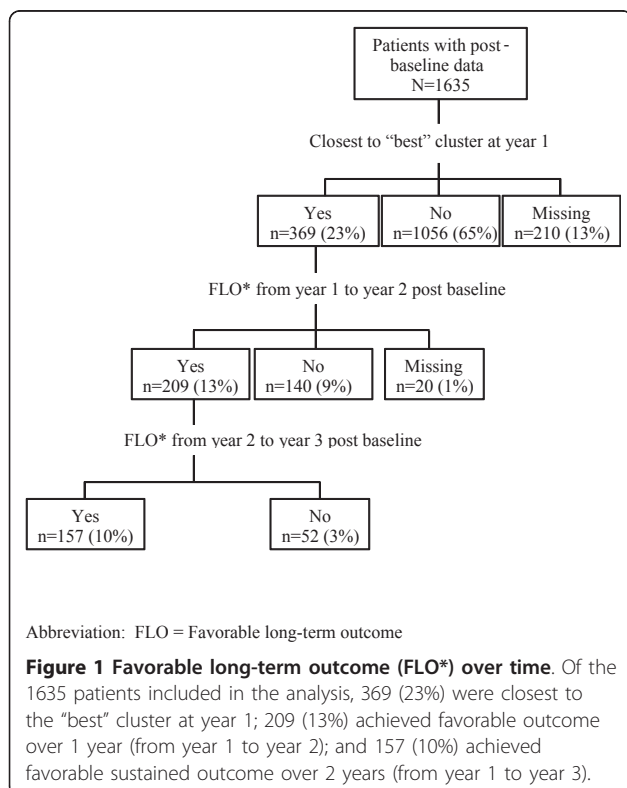 Patients with post-
baseline data
N=1635
Closest to “best” cluster at year 1
Yes
n=369 (23%)
No
n=1056 (65%)
Missing
n=210 (13%)
FLO* from year 1 to year 2 post baseline
Yes
n=209 (13%)
No
n=140 (9%)
Missing
n=20 (1%)
FLO* from year 2 to year 3 post baseline
Yes
n=157 (10%)
No
n=52 (3%)
Abbreviation: FLO = Favorable long-term outcome
Figure 1 Favorable long-term outcome (FLO*) over time. Of the
1635 patients included in the analysis, 369 (23%) were closest to
the “best” cluster at year 1; 209 (13%) achieved favorable outcome
over 1 year (from year 1 to year 2); and 157 (10%) achieved
favorable sustained outcome over 2 years (from year 1 to year 3).